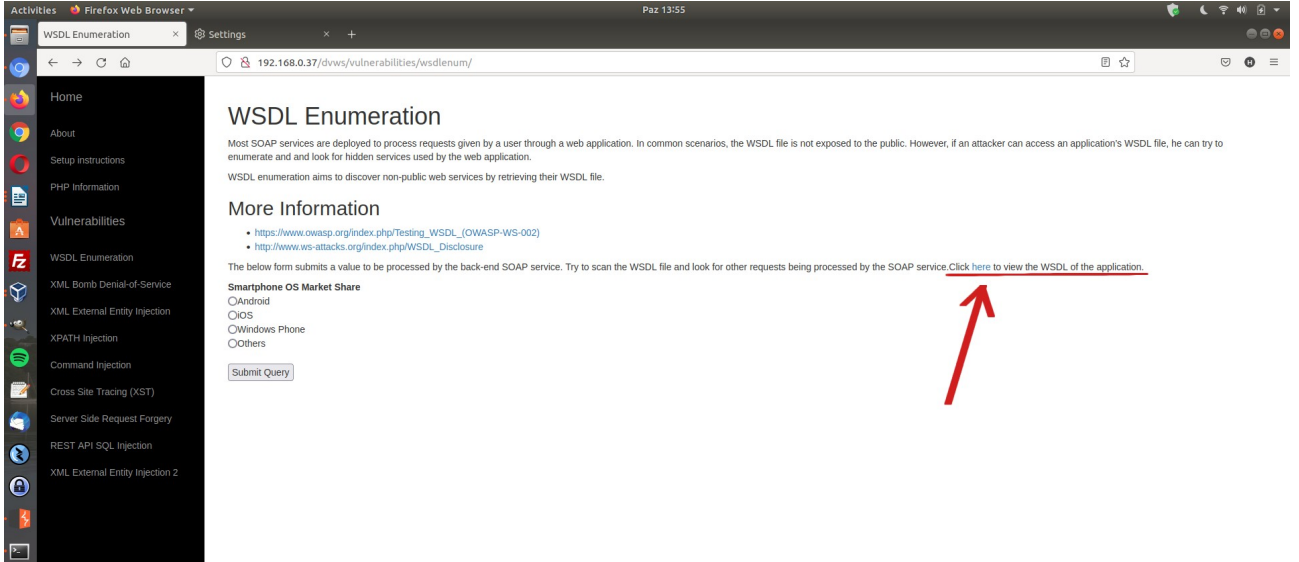 Activities Firefox Web Browser Paz 13:55
WSDL Enumeration × Settings × +
192.168.0.37/dvws/vulnerabilities/wsdlenum/
Home
About
Setup instructions
PHP Information
Vulnerabilities
WSDL Enumeration
XML Bomb Denial-of-Service
XML External Entity Injection
XPATH Injection
Command Injection
Cross Site Tracing (XST)
Server Side Request Forgery
REST API SQL Injection
XML External Entity Injection 2
WSDL Enumeration
Most SOAP services are deployed to process requests given by a user through a web application. In common scenarios, the WSDL file is not exposed to the public. However, if an attacker can access an application's WSDL file, he can try to
enumerate and and look for hidden services used by the web application.
WSDL enumeration aims to discover non-public web services by retrieving their WSDL file.
More Information
• https://www.owasp.org/index.php/Testing_WSDL_(OWASP-WS-002)
• http://www.ws-attacks.org/index.php/WSDL_Disclosure
The below form submits a value to be processed by the back-end SOAP service. Try to scan the WSDL file and look for other requests being processed by the SOAP service.Click here to view the WSDL of the application.
Smartphone OS Market Share
Android
iOS
Windows Phone
Others
Submit Query